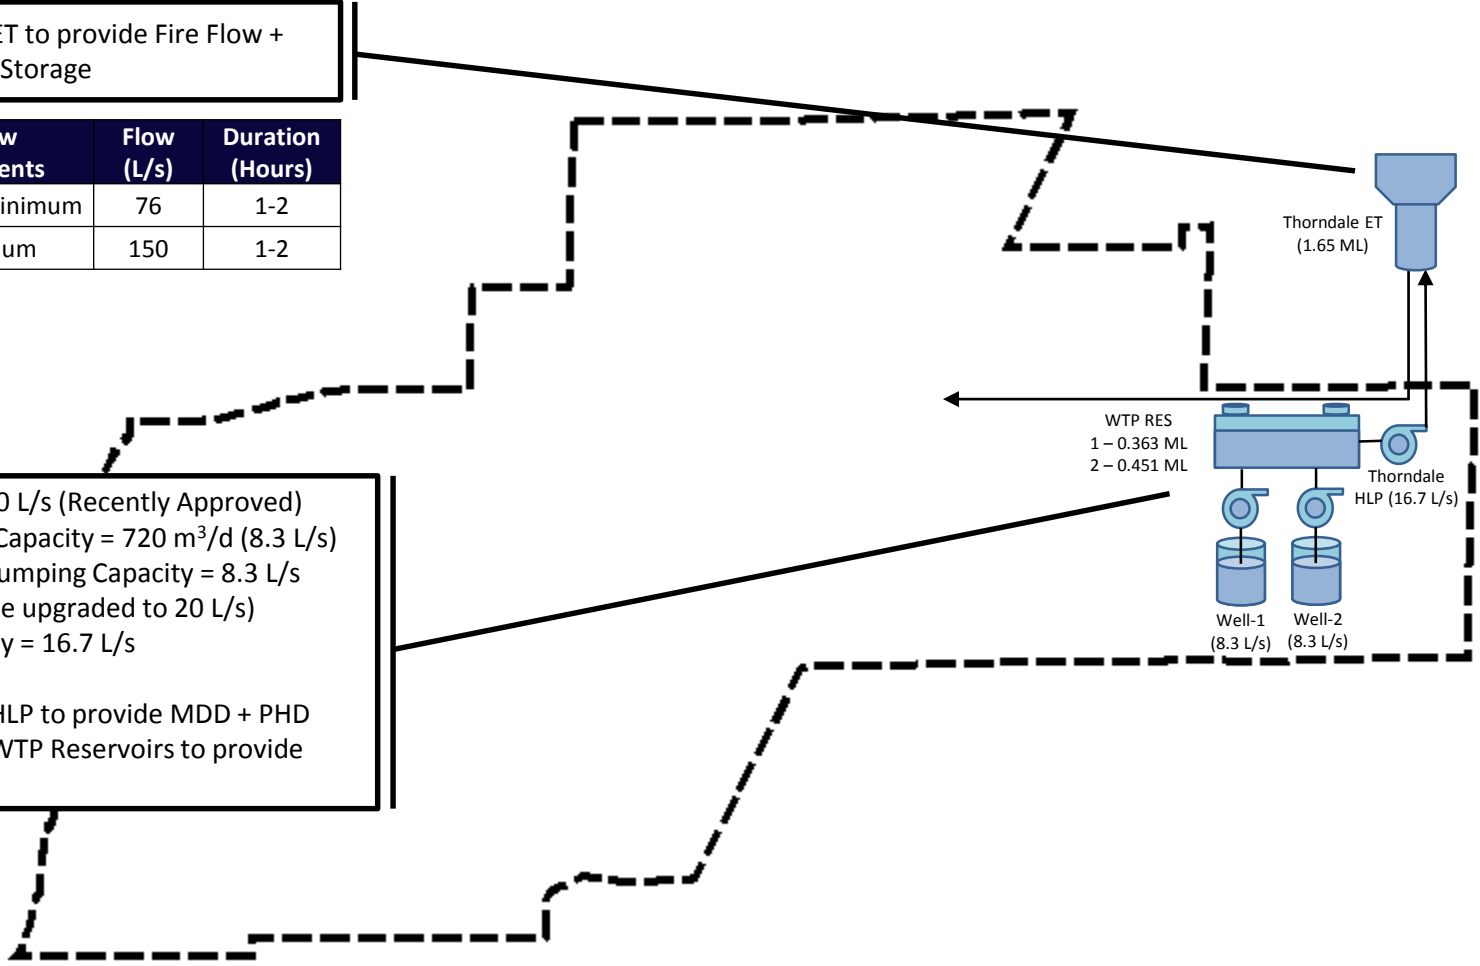 ET to provide Fire Flow +
Storage
Flow (L/s) Duration (Hours)
76 1-2
150 1-2
Thorndale ET
(1.65 ML)
WTP RES
1 – 0.363 ML
2 – 0.451 ML
Thorndale
HLP (16.7 L/s)
Well-1
(8.3 L/s)
Well-2
(8.3 L/s)
0 L/s (Recently Approved)
Capacity = 720 m³/d (8.3 L/s)
umping Capacity = 8.3 L/s
e upgraded to 20 L/s)
y = 16.7 L/s
HLP to provide MDD + PHD
WTP Reservoirs to provide